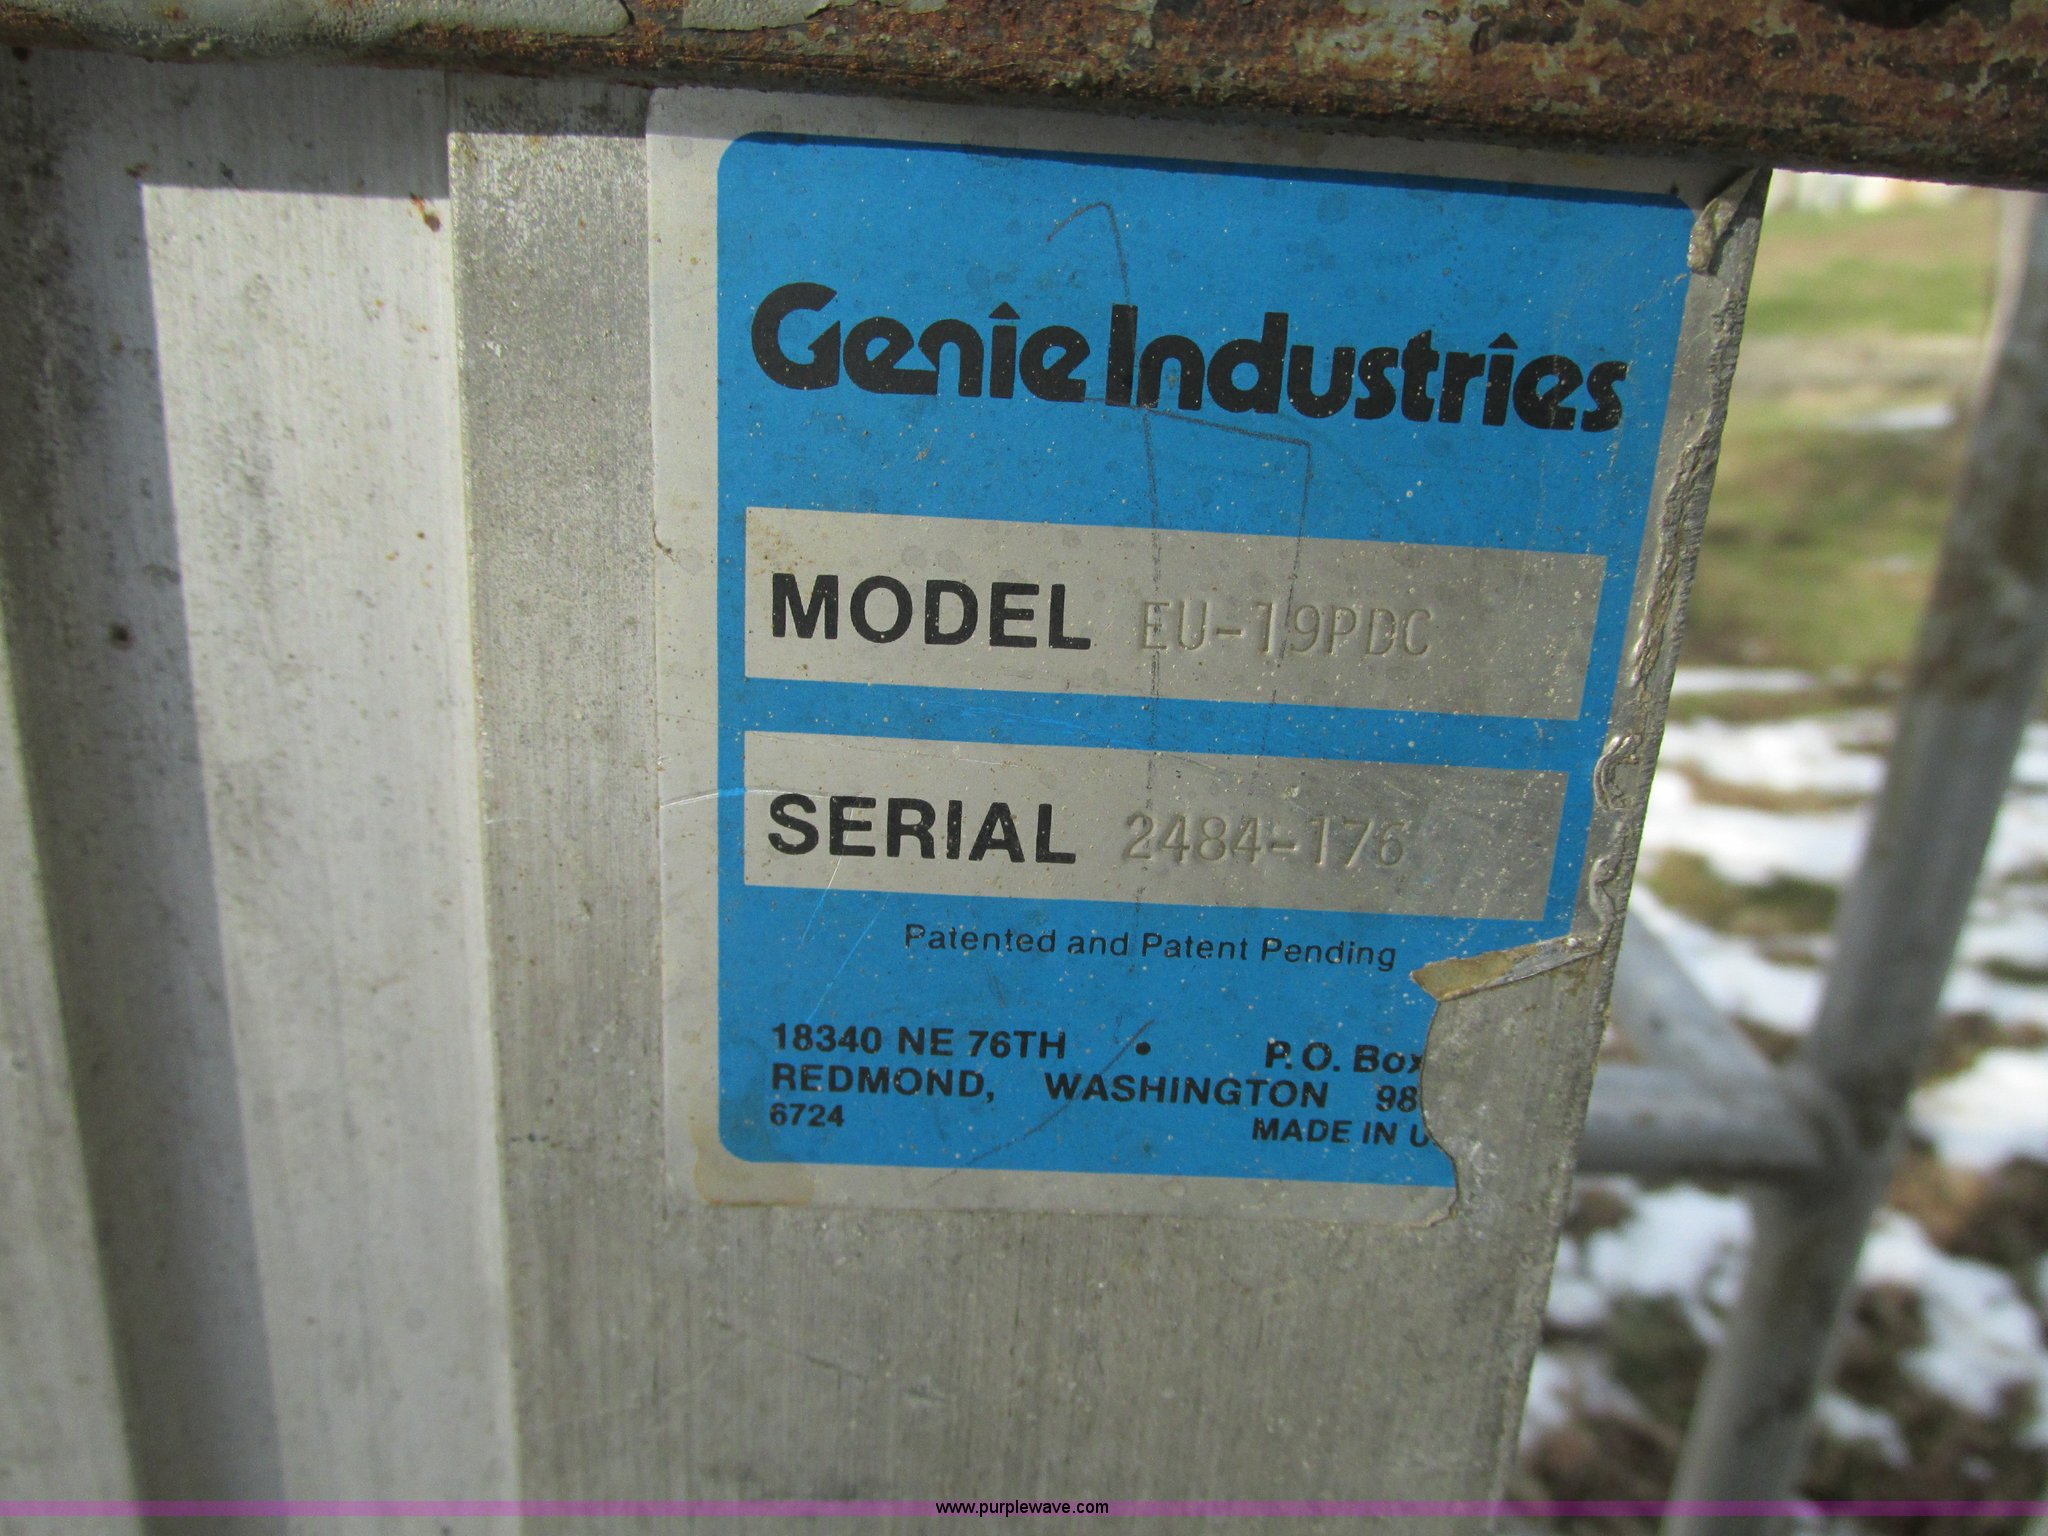 Genie Industries
MODEL EU-19PDC
SERIAL 2484-176
Patented and Patent Pending
18340 NE 76TH • P.O. Box
REDMOND, WASHINGTON 98
6724 MADE IN U
www.purplewave.com